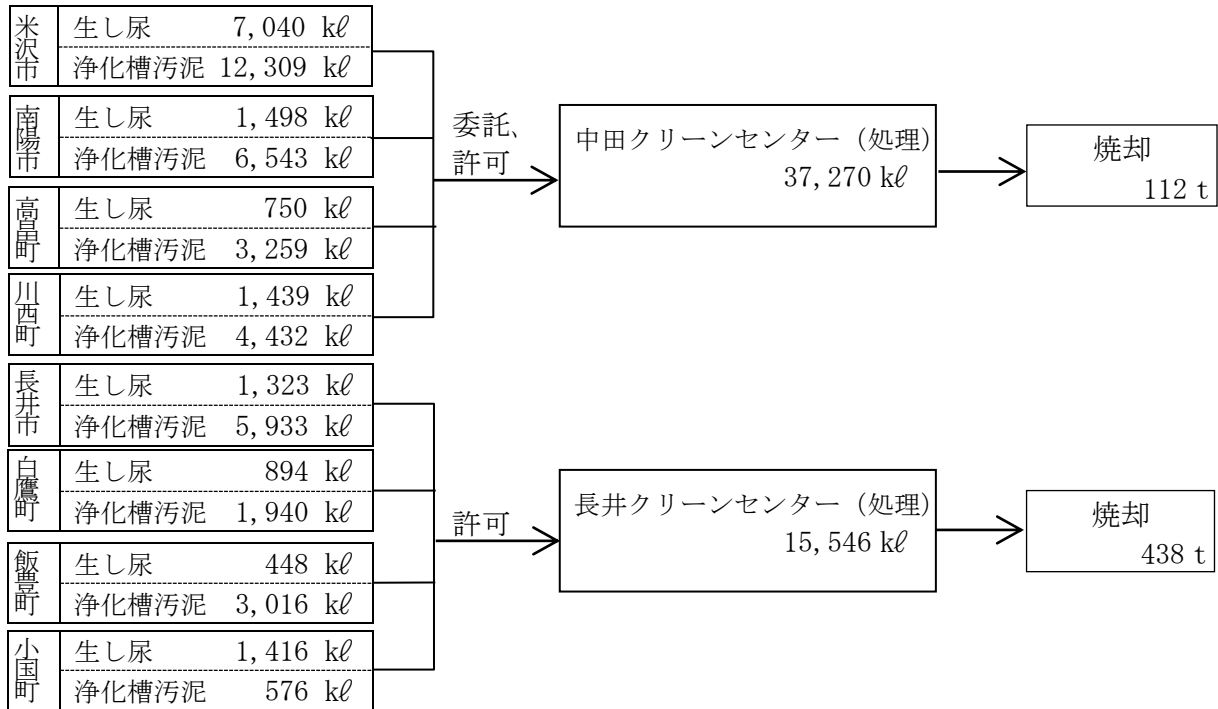 米沢市
生し尿 7,040 kℓ
浄化槽汚泥 12,309 kℓ
南陽市
生し尿 1,498 kℓ
浄化槽汚泥 6,543 kℓ
高畠町
生し尿 750 kℓ
浄化槽汚泥 3,259 kℓ
川西町
生し尿 1,439 kℓ
浄化槽汚泥 4,432 kℓ
委託、
許可
中田クリーンセンター (処理)
37,270 kℓ
焼却
112 t
長井市
生し尿 1,323 kℓ
浄化槽汚泥 5,933 kℓ
白鷹町
生し尿 894 kℓ
浄化槽汚泥 1,940 kℓ
飯豊町
生し尿 448 kℓ
浄化槽汚泥 3,016 kℓ
小国町
生し尿 1,416 kℓ
浄化槽汚泥 576 kℓ
許可
長井クリーンセンター (処理)
15,546 kℓ
焼却
438 t